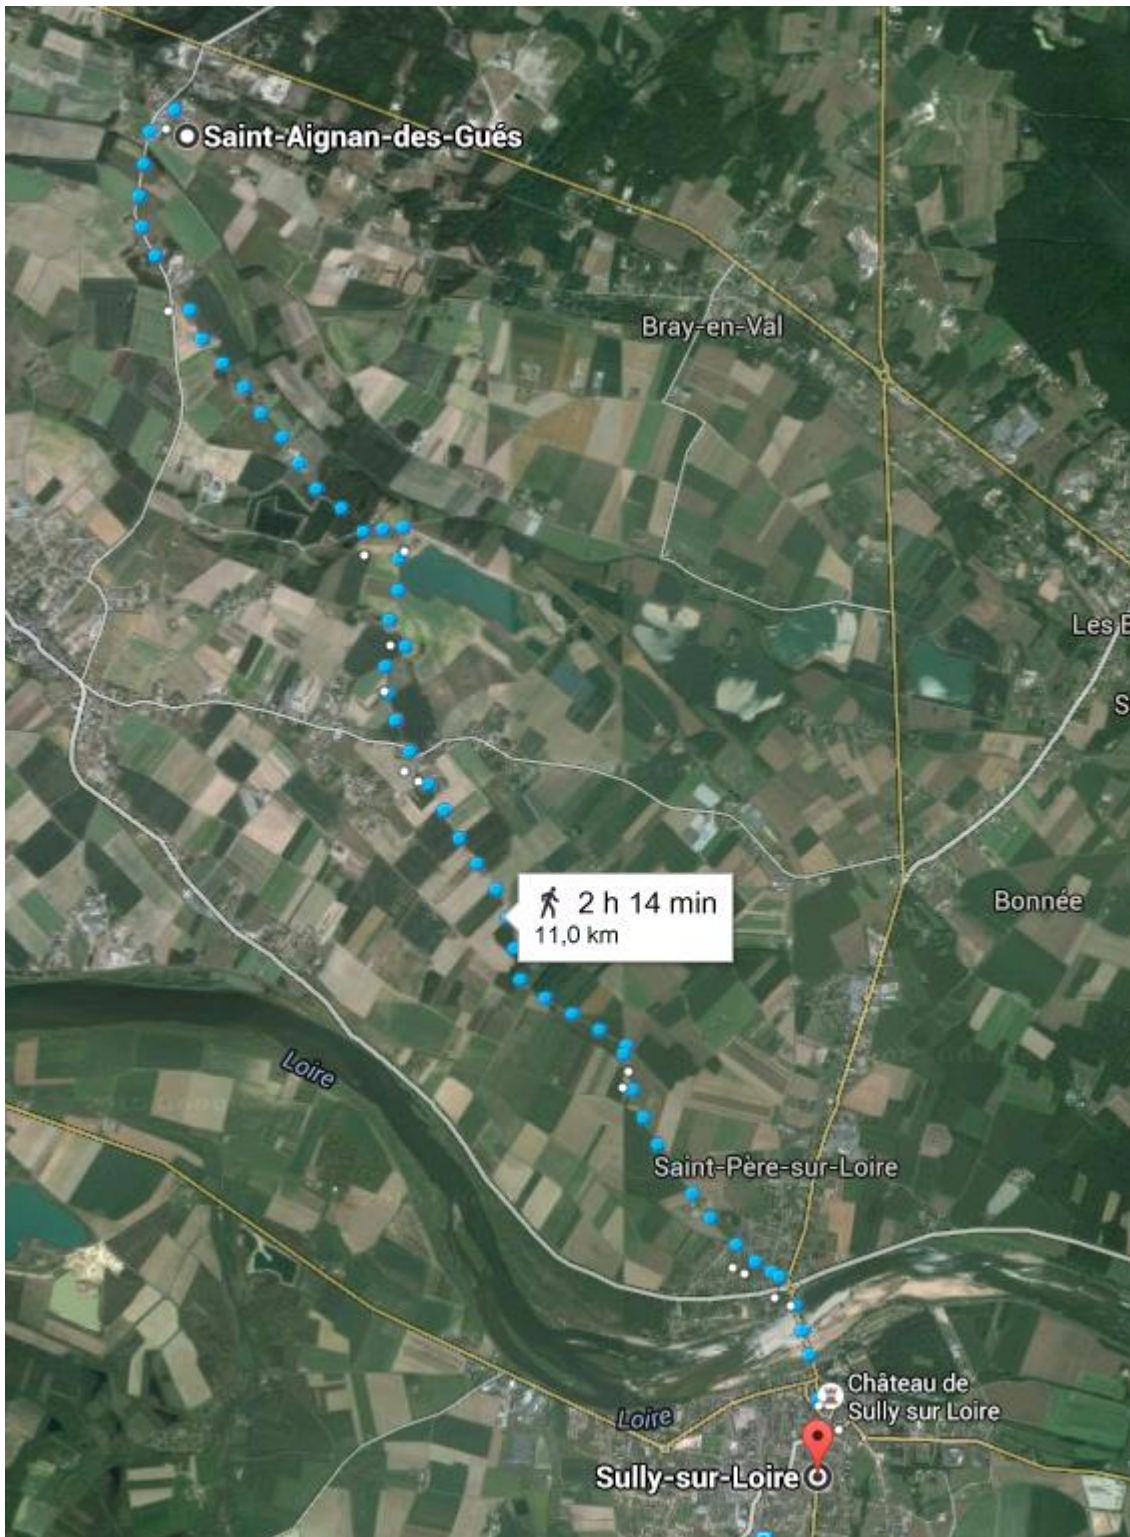 Saint-Aignan-des-Gués
Bray-en-Val
Les
S
Bonnée
2 h 14 min
11,0 km
Loire
Saint-Père-sur-Loire
Château de
Sully sur Loire
Loire
Sully-sur-Loire